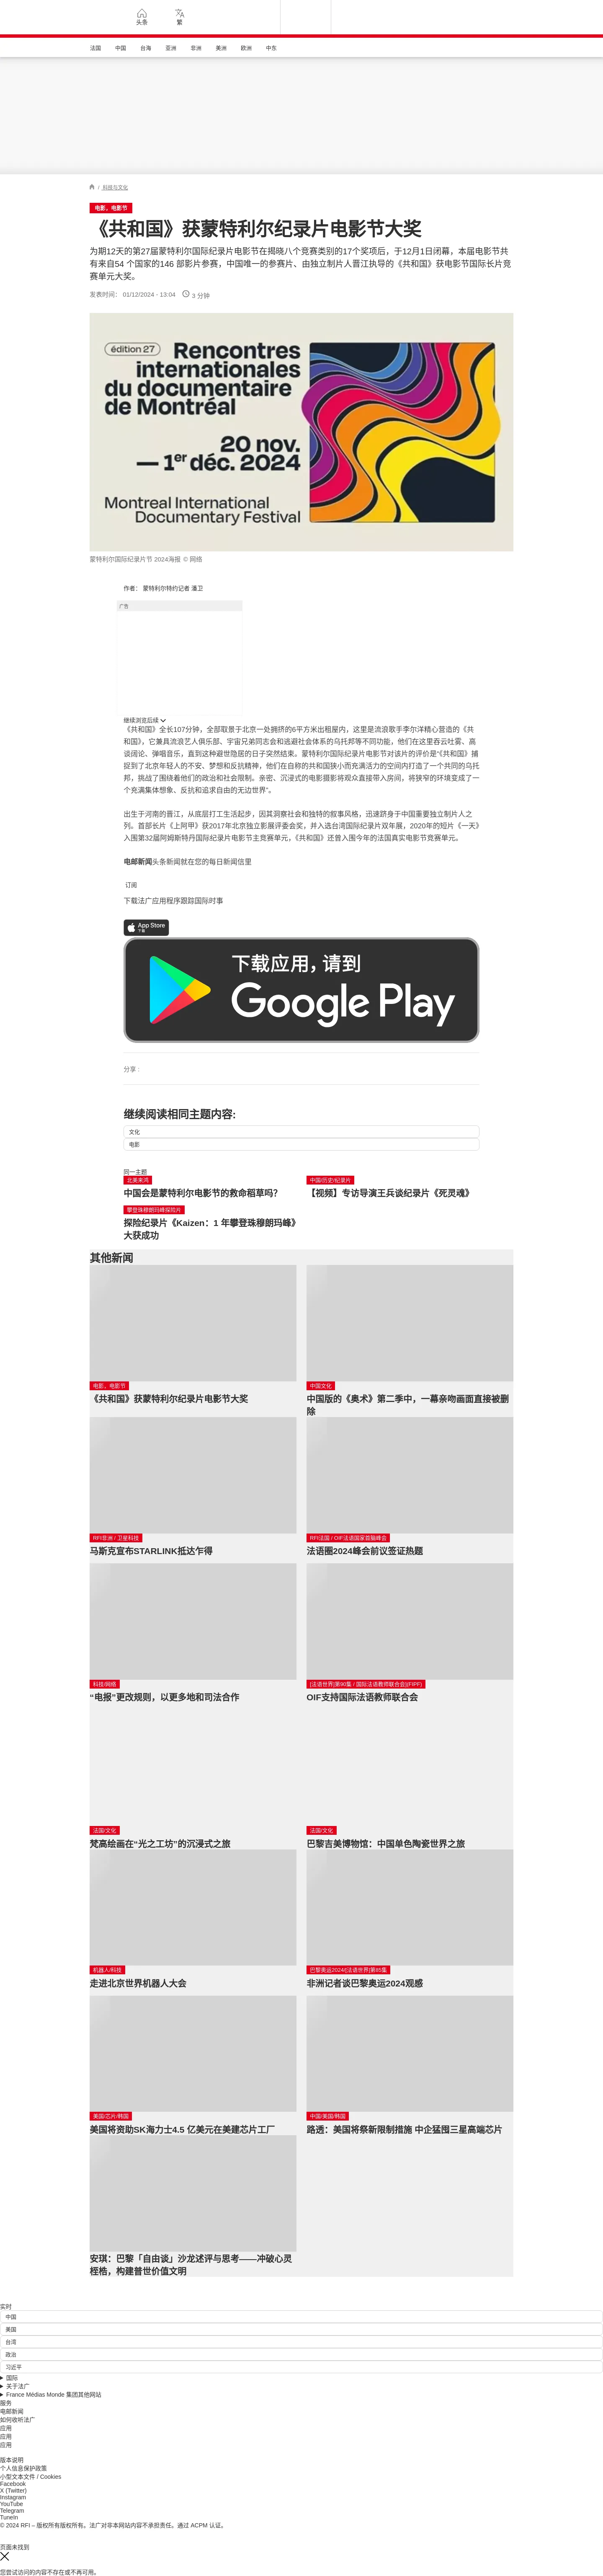 头条
繁
法国 中国 台海 亚洲 非洲 美洲 欧洲 中东
/ 科技与文化
电影、电影节
《共和国》获蒙特利尔纪录片电影节大奖
为期12天的第27届蒙特利尔国际纪录片电影节在揭晓八个竞赛类别的17个奖项后，于12月1日闭幕，本届电影节共
有来自54 个国家的146 部影片参赛，中国唯一的参赛片、由独立制片人晋江执导的《共和国》获电影节国际长片竞
赛单元大奖。
发表时间： 01/12/2024 - 13:04 3 分钟
édition 27
Rencontres
internationales
du documentaire
de Montréal
20 nov.
— 1er déc. 2024
Montreal International
Documentary Festival
蒙特利尔国际纪录片节 2024海报 © 网络
作者： 蒙特利尔特约记者 潘卫
广告
继续浏览后续
《共和国》全长107分钟，全部取景于北京一处拥挤的6平方米出租屋内，这里是流浪歌手李尔洋精心营造的《共
和国》，它兼具流浪艺人俱乐部、宇宙兄弟同志会和逃避社会体系的乌托邦等不同功能，他们在这里吞云吐雾、高
谈阔论、弹唱音乐，直到这种避世隐居的日子突然结束。蒙特利尔国际纪录片电影节对该片的评价是“《共和国》捕
捉到了北京年轻人的不安、梦想和反抗精神，他们在自称的共和国狭小而充满活力的空间内打造了一个共同的乌托
邦，挑战了围绕着他们的政治和社会限制。亲密、沉浸式的电影摄影将观众直接带入房间，将狭窄的环境变成了一
个充满集体想象、反抗和追求自由的无边世界”。
出生于河南的晋江，从底层打工生活起步，因其洞察社会和独特的叙事风格，迅速跻身于中国重要独立制片人之
列。首部长片《上阿甲》获2017年北京独立影展评委会奖，并入选台湾国际纪录片双年展，2020年的短片《一天》
入围第32届阿姆斯特丹国际纪录片电影节主竞赛单元，《共和国》还曾入围今年的法国真实电影节竞赛单元。
电邮新闻头条新闻就在您的每日新闻信里
订阅
下载法广应用程序跟踪国际时事
App Store
下载
下载应用，请到
Google Play
分享 :
继续阅读相同主题内容:
文化
电影
同一主题
北美来鸿
中国会是蒙特利尔电影节的救命稻草吗?
中国/历史/纪录片
【视频】专访导演王兵谈纪录片《死灵魂》
攀登珠穆朗玛峰探险片
探险纪录片《Kaizen：1 年攀登珠穆朗玛峰》
大获成功
其他新闻
电影、电影节
《共和国》获蒙特利尔纪录片电影节大奖
中国文化
中国版的《奥术》第二季中，一幕亲吻画面直接被删
除
RFI非洲 / 卫星科技
马斯克宣布STARLINK抵达乍得
RFI法国 / OIF法语国家首脑峰会
法语圈2024峰会前议签证热题
科技/网络
“电报”更改规则，以更多地和司法合作
[法语世界]第90集 / 国际法语教师联合会](FIPF)
OIF支持国际法语教师联合会
法国/文化
梵高绘画在“光之工坊”的沉浸式之旅
法国/文化
巴黎吉美博物馆：中国单色陶瓷世界之旅
机器人/科技
走进北京世界机器人大会
巴黎奥运2024/[法语世界]第85集
非洲记者谈巴黎奥运2024观感
美国/芯片/韩国
美国将资助SK海力士4.5 亿美元在美建芯片工厂
中国/美国/韩国
路透：美国将祭新限制措施 中企猛囤三星高端芯片
安琪：巴黎「自由谈」沙龙述评与思考——冲破心灵
桎梏，构建普世价值文明
实时
中国
美国
台湾
政治
习近平
国际
关于法广
France Médias Monde 集团其他网站
服务
电邮新闻
如何收听法广
应用
应用
应用
版本说明
个人信息保护政策
小型文本文件 / Cookies
Facebook
X (Twitter)
Instagram
YouTube
Telegram
TuneIn
© 2024 RFI – 版权所有版权所有。法广对非本网站内容不承担责任。通过 ACPM 认证。
页面未找到
您尝试访问的内容不存在或不再可用。